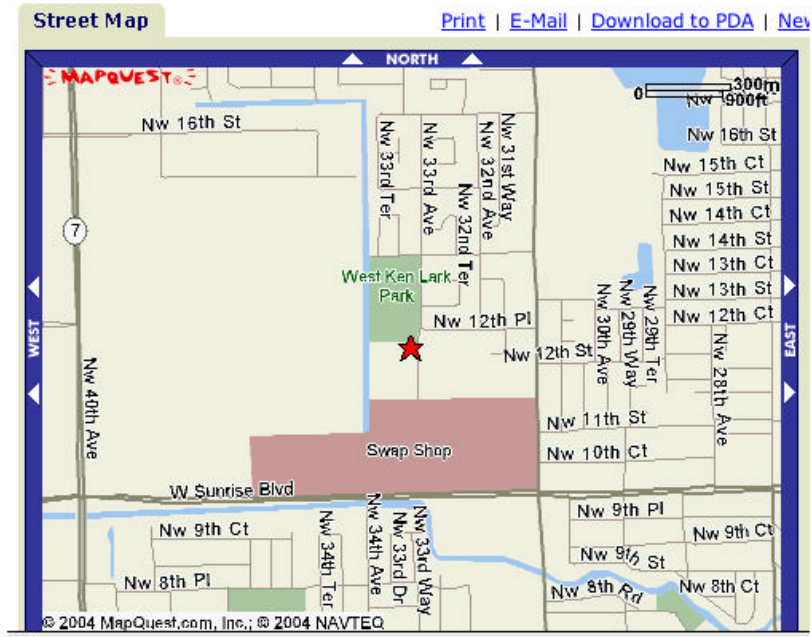 Street Map
Print | E-Mail | Download to PDA |
NORTH
MAPQUEST
0 300m
900ft
Nw 16th St
Nw 16th St
Nw 33rd Ter
Nw 33rd Ave
Nw 32nd Ter
Nw 32nd Ave
Nw 31st Way
Nw 15th Ct
Nw 15th St
Nw 14th Ct
Nw 14th St
Nw 13th Ct
Nw 13th St
Nw 12th Ct
7
West Ken Lark
Park
WEST
EAST
Nw 12th Pl
Nw 12th St
Nw 30th Ave
Nw 29th Way
Nw 29th Ter
Nw 28th Ave
Nw 40th Ave
Nw 11th St
Nw 10th Ct
Swap Shop
W Sunrise Blvd
Nw 9th Ct
Nw 8th Pl
Nw 34th Ter
Nw 34th Ave
Nw 33rd Dr
Nw 33rd Way
Nw 9th Pl
Nw 9th Ct
Nw 9th St
Nw 8th Rd
Nw 8th Ct
© 2004 MapQuest.com, Inc.; © 2004 NAVTEQ